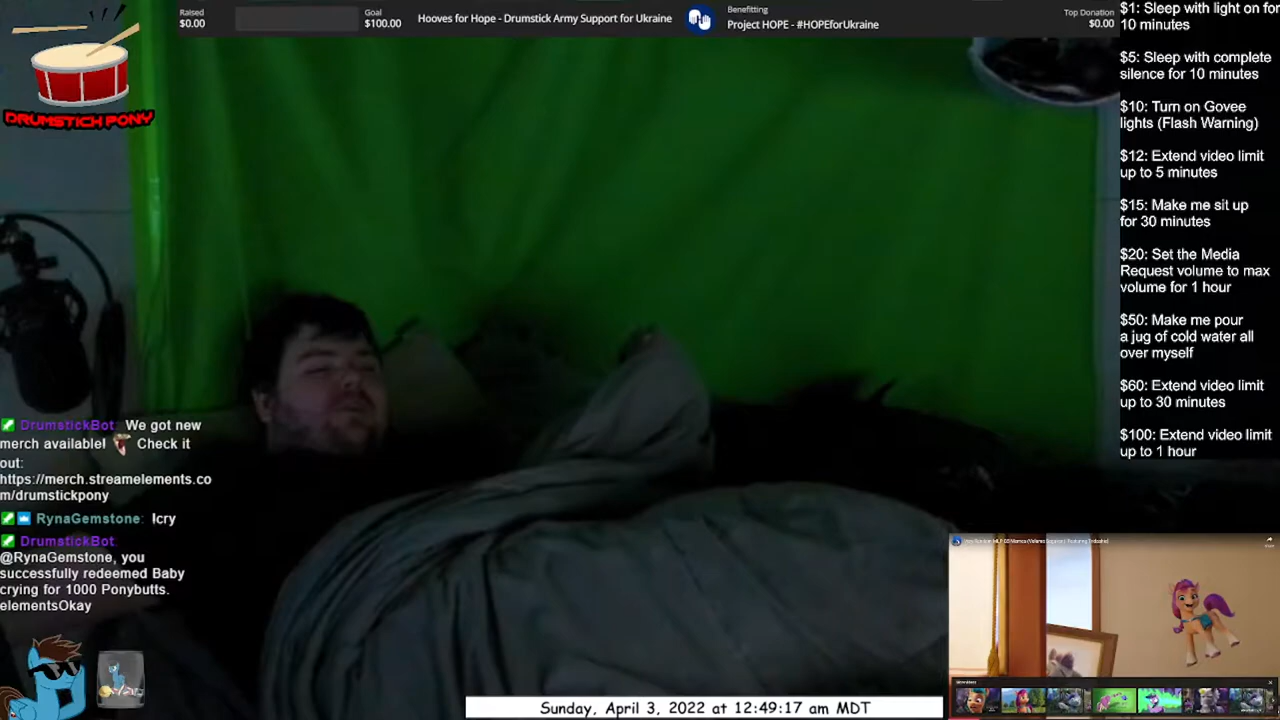 Raised
$0.00
Goal
$100.00
Hooves for Hope - Drumstick Army Support for Ukraine
Benefitting
Project HOPE - #HOPEforUkraine
Top Donation
$0.00
DRUMSTICH PONY
$1: Sleep with light on for
10 minutes
$5: Sleep with complete
silence for 10 minutes
$10: Turn on Govee
lights (Flash Warning)
$12: Extend video limit
up to 5 minutes
$15: Make me sit up
for 30 minutes
$20: Set the Media
Request volume to max
volume for 1 hour
$50: Make me pour
a jug of cold water all
over myself
$60: Extend video limit
up to 30 minutes
$100: Extend video limit
up to 1 hour
DrumstickBot: We got new
merch available! Check it
out:
https://merch.streamelements.co
m/drumstickpony
RynaGemstone: !cry
DrumstickBot:
@RynaGemstone, you
successfully redeemed Baby
crying for 1000 Ponybutts.
elementsOkay
Sunday, April 3, 2022 at 12:49:17 am MDT